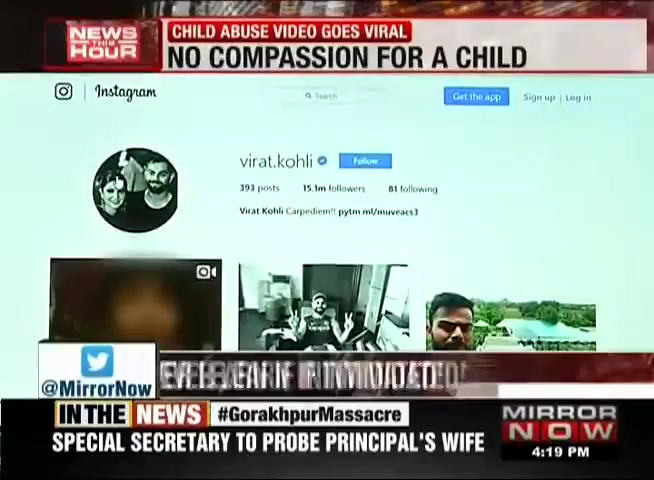 NEWS
THIS
HOUR
CHILD ABUSE VIDEO GOES VIRAL
NO COMPASSION FOR A CHILD
Instagram
Search
Get the app
Sign up | Log in
virat.kohli
Follow
393 posts 15.1m followers 81 following
Virat Kohli Carpediem!! pytm.ml/muveacs3
@MirrorNow
IN THE NEWS #GorakhpurMassacre
SPECIAL SECRETARY TO PROBE PRINCIPAL'S WIFE
MIRROR
NOW
4:19 PM